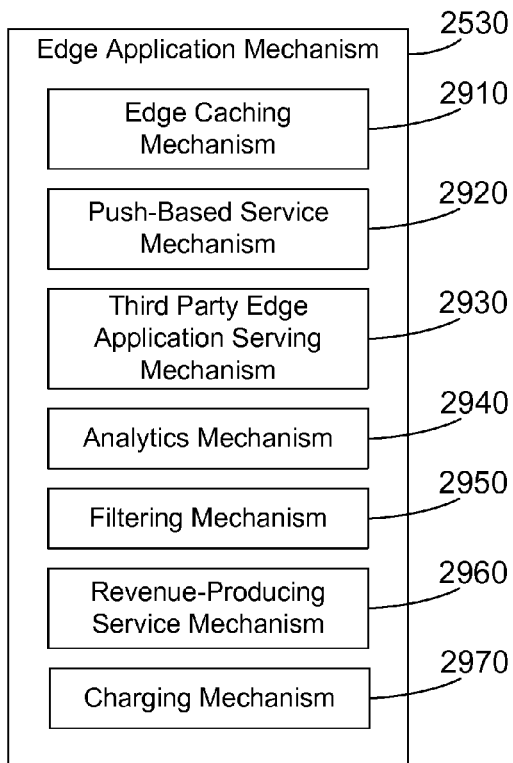 2530
Edge Application Mechanism
2910
Edge Caching
Mechanism
2920
Push-Based Service
Mechanism
2930
Third Party Edge
Application Serving
Mechanism
2940
Analytics Mechanism
2950
Filtering Mechanism
2960
Revenue-Producing
Service Mechanism
2970
Charging Mechanism